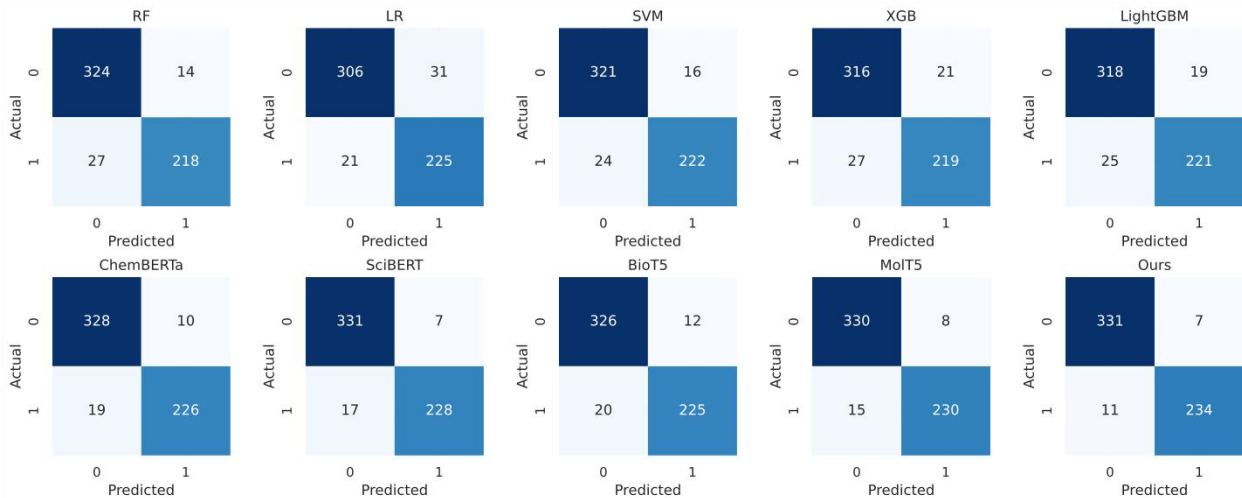 RF LR SVM XGB LightGBM
0 324 14 0 306 31 0 321 16 0 316 21 0 318 19
Actual Actual Actual Actual Actual
1 27 218 1 21 225 1 24 222 1 27 219 1 25 221
0 1 0 1 0 1 0 1 0 1
Predicted Predicted Predicted Predicted Predicted
ChemBERTa SciBERT BioT5 MolT5 Ours
0 328 10 0 331 7 0 326 12 0 330 8 0 331 7
Actual Actual Actual Actual Actual
1 19 226 1 17 228 1 20 225 1 15 230 1 11 234
0 1 0 1 0 1 0 1 0 1
Predicted Predicted Predicted Predicted Predicted